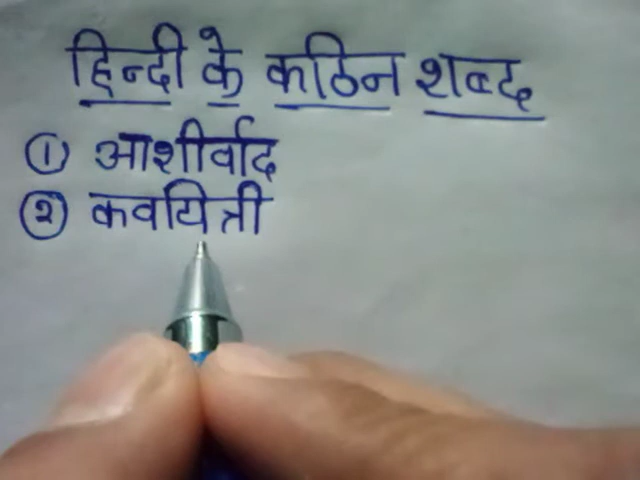 हिन्दी के कठिन शब्द
① आशीर्वाद
② कवयित्री